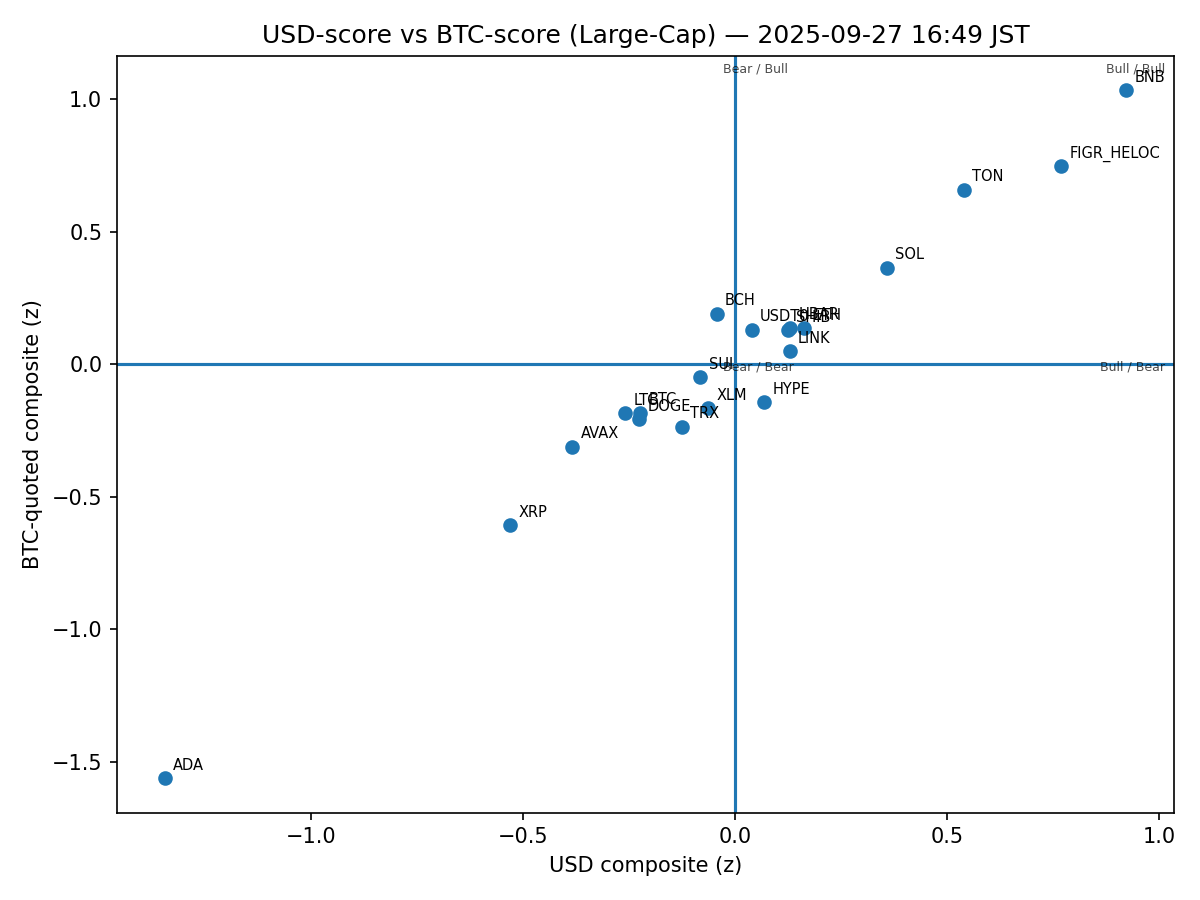 USD-score vs BTC-score (Large-Cap) — 2025-09-27 16:49 JST
Bear / Bull
Bull / Bull
BNB
1.0
FIGR_HELOC
TON
0.5
SOL
BCH
USDT
SHIB
HBAR
LINK
0.0
SUI
Bear / Bear
Bull / Bear
HYPE
XLM
LTC
BTC
DOGE
TRX
AVAX
−0.5
XRP
−1.0
−1.5
ADA
−1.0
−0.5
0.0
0.5
1.0
USD composite (z)
BTC-quoted composite (z)